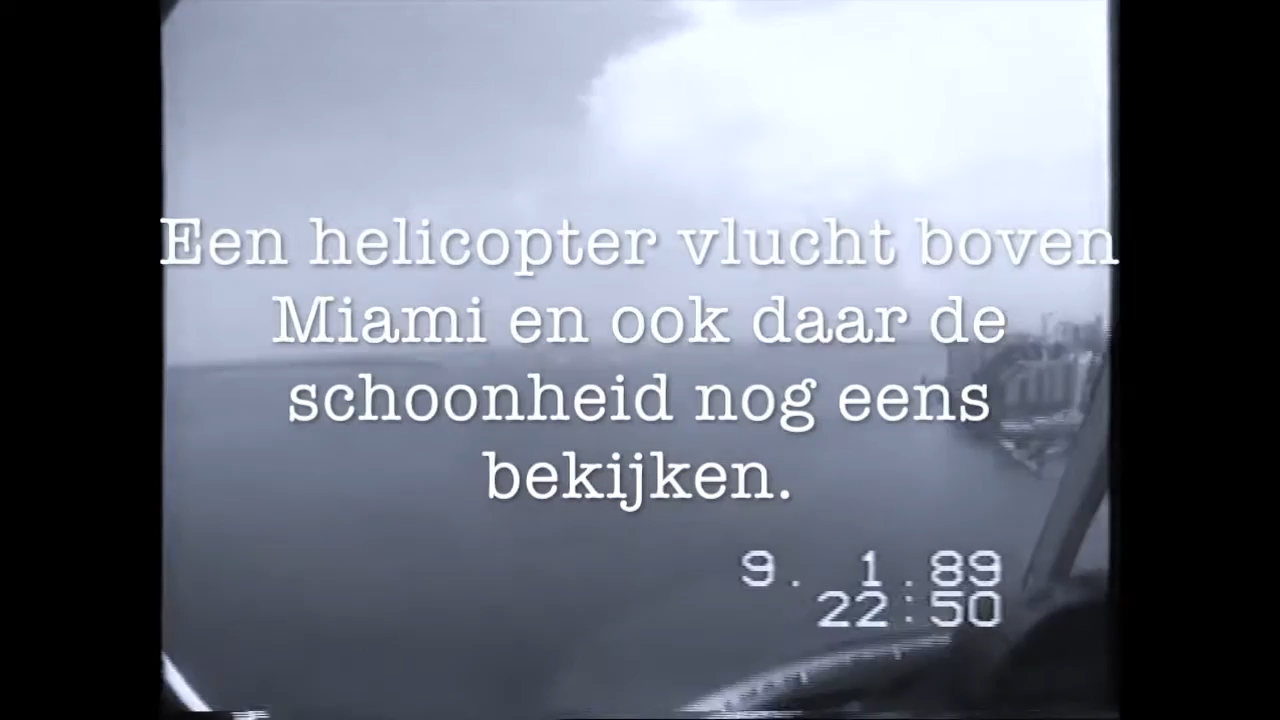 Een helicopter vlucht boven
Miami en ook daar de
schoonheid nog eens
bekijken.
9. 1.89
22:50